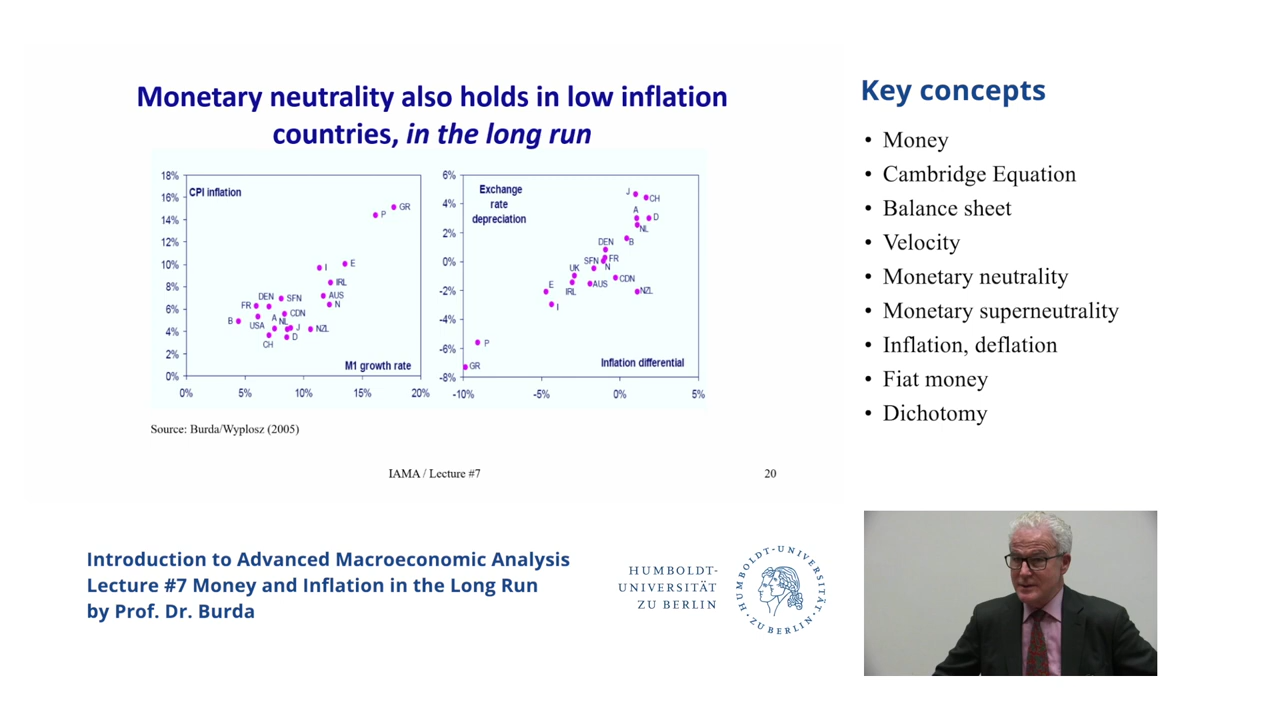 Monetary neutrality also holds in low inflation
countries, in the long run
18%
16%
14%
12%
10%
8%
6%
4%
2%
0%
CPI inflation
GR
P
I
E
IRL
DEN
SFN
AUS
FR
N
CDN
B
USA
A
NL
J
NZL
CH
D
M1 growth rate
0%
5%
10%
15%
20%
6%
4%
2%
0%
-2%
-4%
-6%
-8%
Exchange
rate
depreciation
J
CH
A
D
NL
B
DEN
FR
SFN
N
UK
CDN
E
IRL
AUS
NZL
I
P
GR
Inflation differential
-10%
-5%
0%
5%
Source: Burda/Wyplosz (2005)
IAMA / Lecture #7
20
Key concepts
• Money
• Cambridge Equation
• Balance sheet
• Velocity
• Monetary neutrality
• Monetary superneutrality
• Inflation, deflation
• Fiat money
• Dichotomy
Introduction to Advanced Macroeconomic Analysis
Lecture #7 Money and Inflation in the Long Run
by Prof. Dr. Burda
HUMBOLDT-
UNIVERSITÄT
ZU BERLIN
HUMBOLDT-UNIVERSITÄT
ZU BERLIN